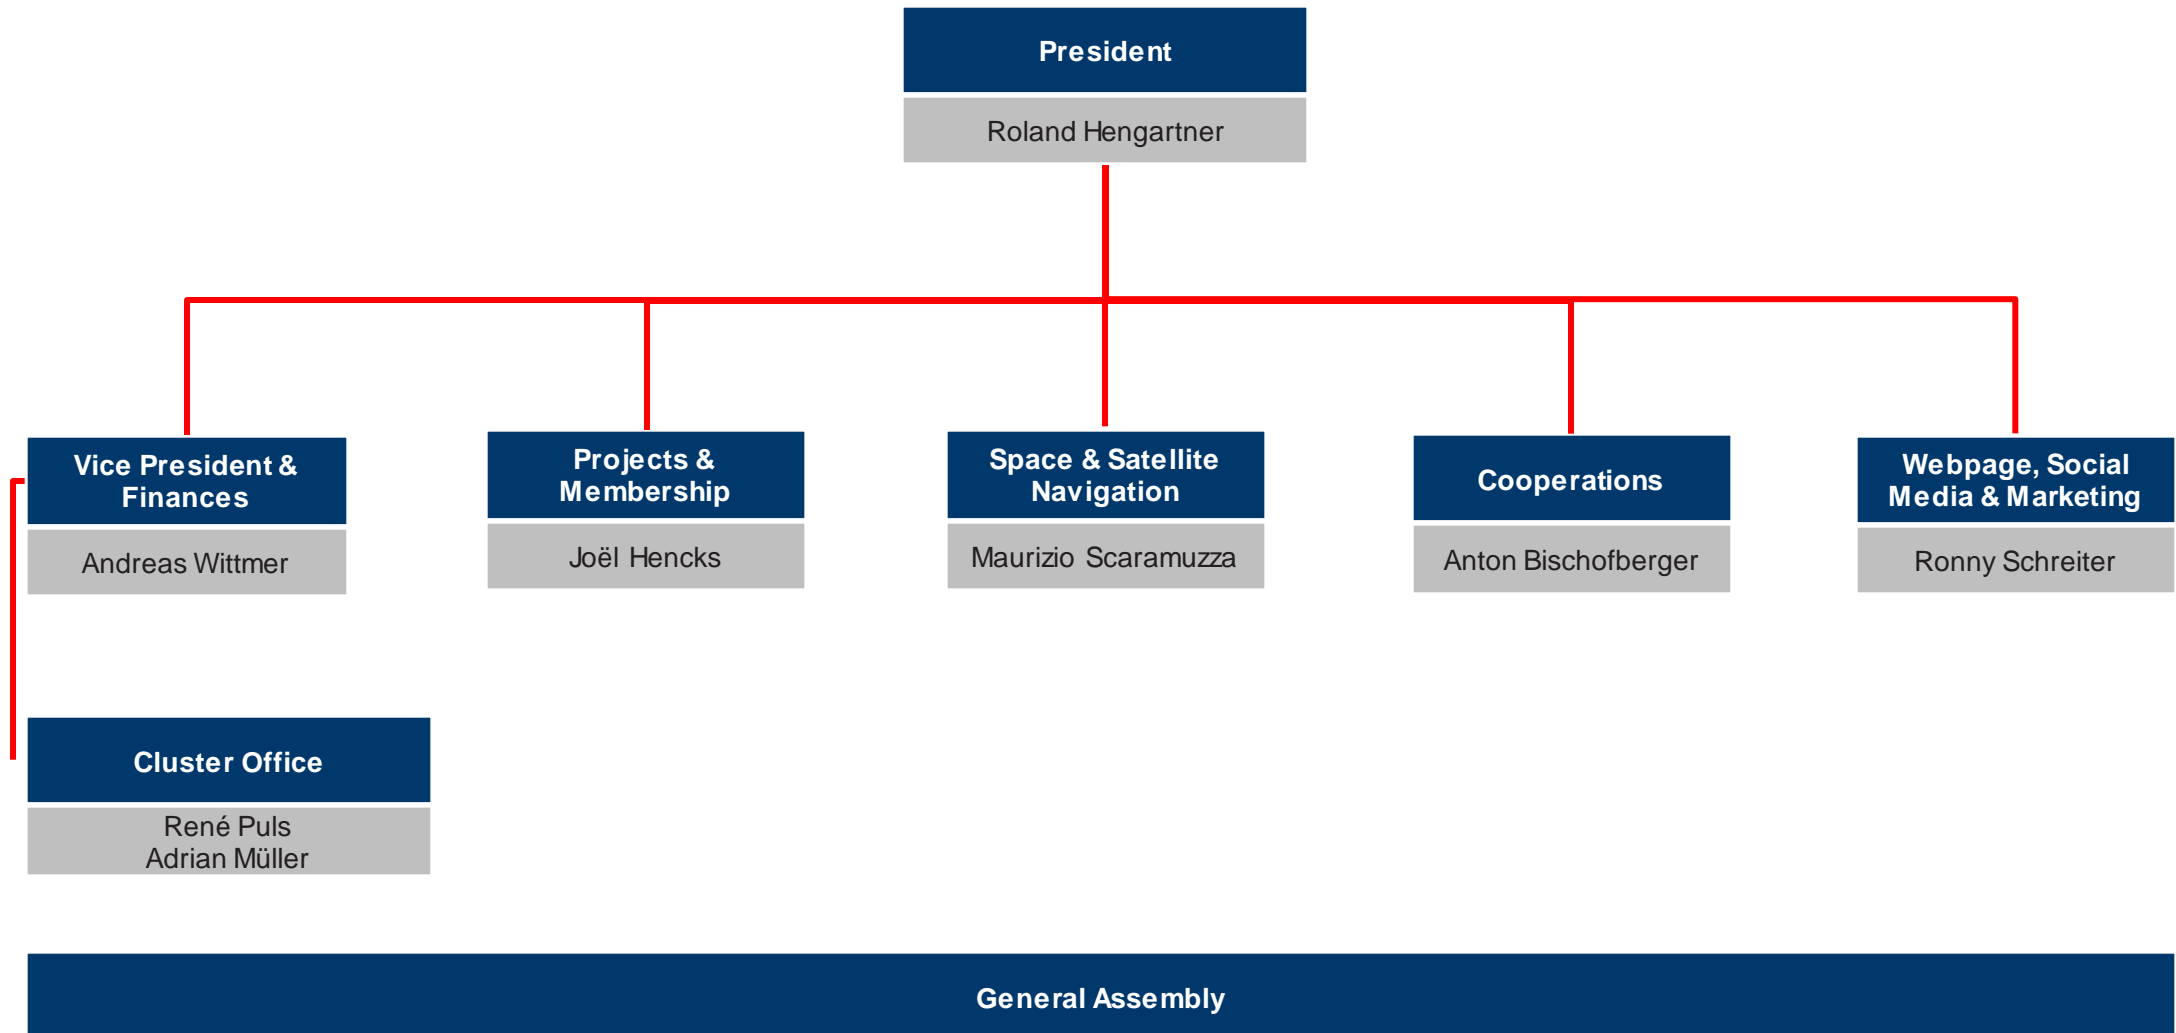 President
Roland Hengartner
Vice President &
Finances
Andreas Wittmer
Projects &
Membership
Joël Hencks
Space & Satellite
Navigation
Maurizio Scaramuzza
Cooperations
Anton Bischofberger
Webpage, Social
Media & Marketing
Ronny Schreiter
Cluster Office
René Puls
Adrian Müller
General Assembly